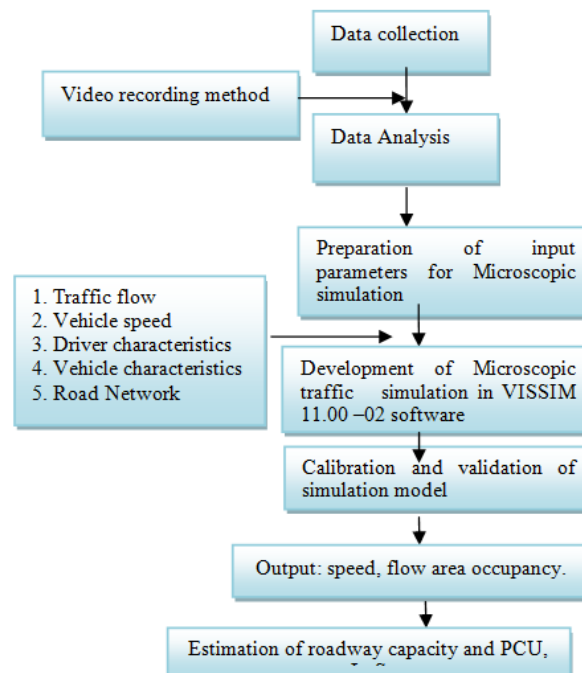 Data collection
Video recording method
Data Analysis
Preparation of input
parameters for Microscopic
simulation
1. Traffic flow
2. Vehicle speed
3. Driver characteristics
4. Vehicle characteristics
5. Road Network
Development of Microscopic
traffic simulation in VISSIM
11.00 –02 software
Calibration and validation of
simulation model
Output: speed, flow area occupancy.
Estimation of roadway capacity and PCU,